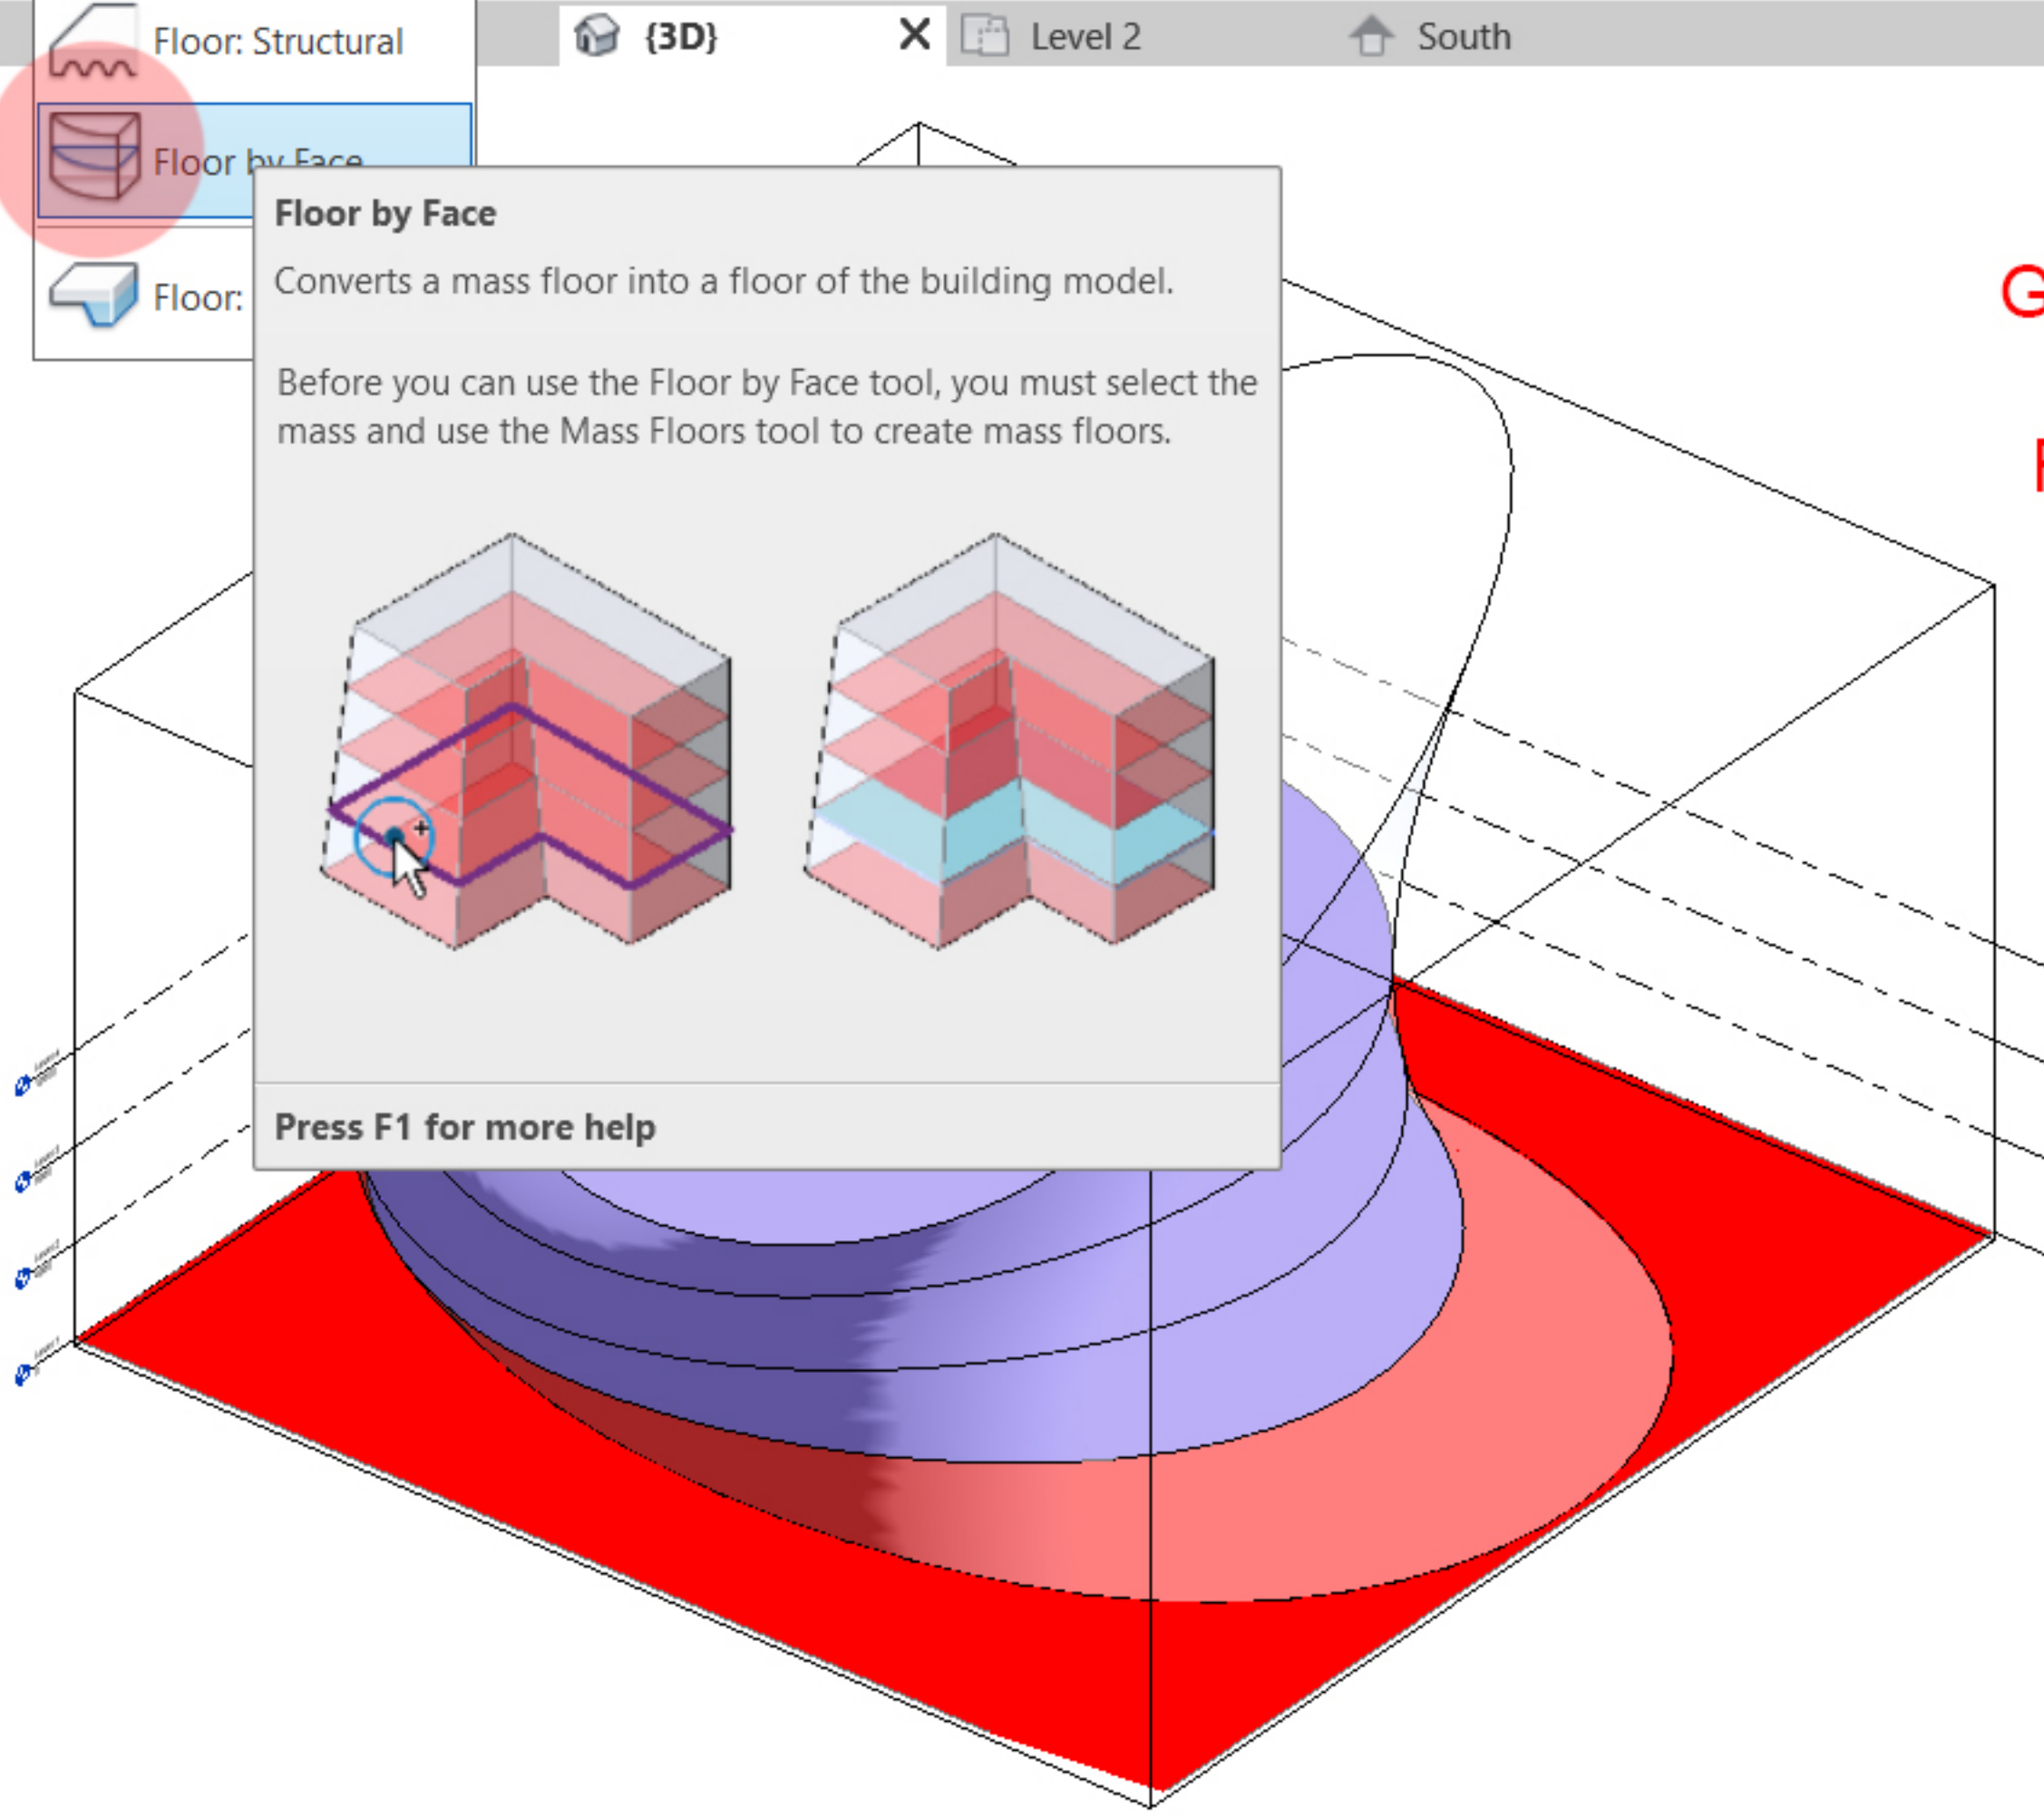 Floor: Structural
{3D}
Level 2
South
Floor by Face
Floor by Face
Floor:
Converts a mass floor into a floor of the building model.
Before you can use the Floor by Face tool, you must select the
mass and use the Mass Floors tool to create mass floors.
G
Press F1 for more help